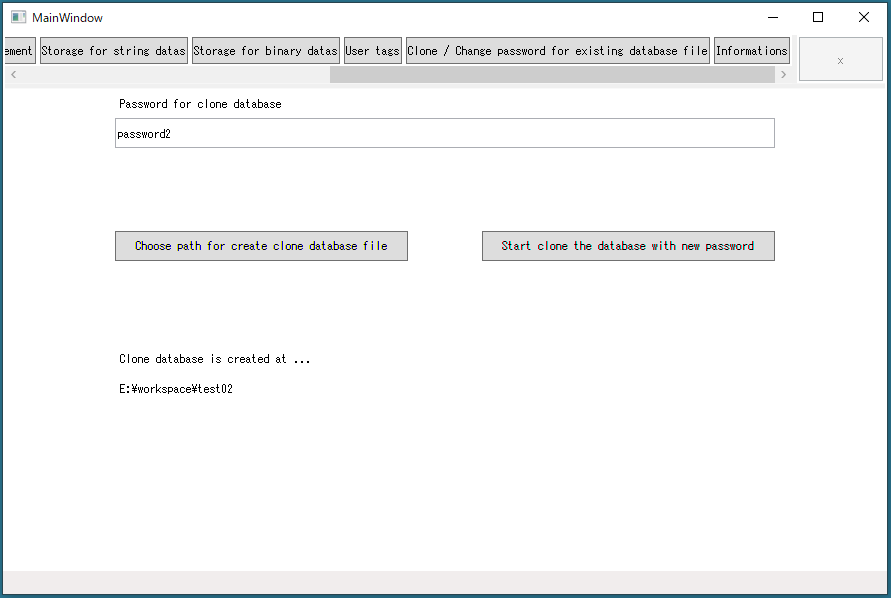 MainWindow
ement Storage for string datas Storage for binary datas User tags Clone / Change password for existing database file Informations x
Password for clone database
password2
Choose path for create clone database file Start clone the database with new password
Clone database is created at ...
E:¥workspace¥test02